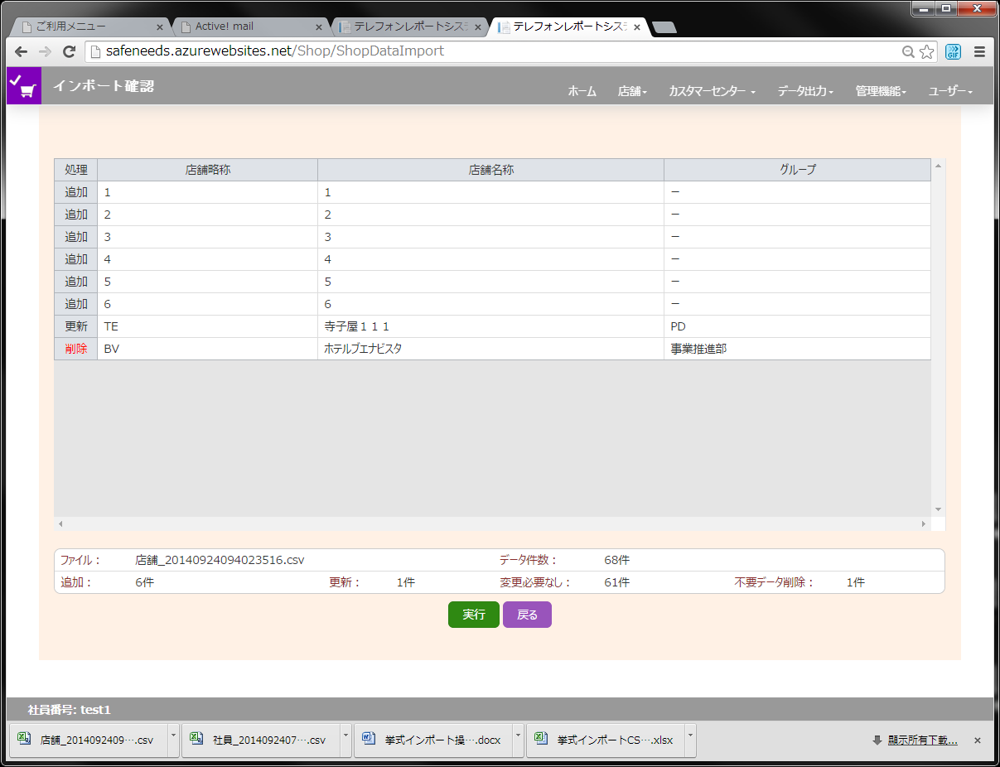 ご利用メニュー
Active! mail
テレフォンレポートシステ
テレフォンレポートシステ
safeneeds.azurewebsites.net/Shop/ShopDataImport
GIF
インポート確認
ホーム 店舗 カスタマーセンター データ出力 管理機能 ユーザー
処理 店舗略称 店舗名称 グループ
追加 1 1 －
追加 2 2 －
追加 3 3 －
追加 4 4 －
追加 5 5 －
追加 6 6 －
更新 TE 寺子屋１１１ PD
削除 BV ホテルブエナビスタ 事業推進部
ファイル： 店舗_20140924094023516.csv データ件数： 68件
追加： 6件 更新： 1件 変更必要なし： 61件 不要データ削除： 1件
実行 戻る
社員番号: test1
店舗_2014092409….csv 社員_2014092407….csv 挙式インポート操….docx 挙式インポートCS….xlsx 顯示所有下載...